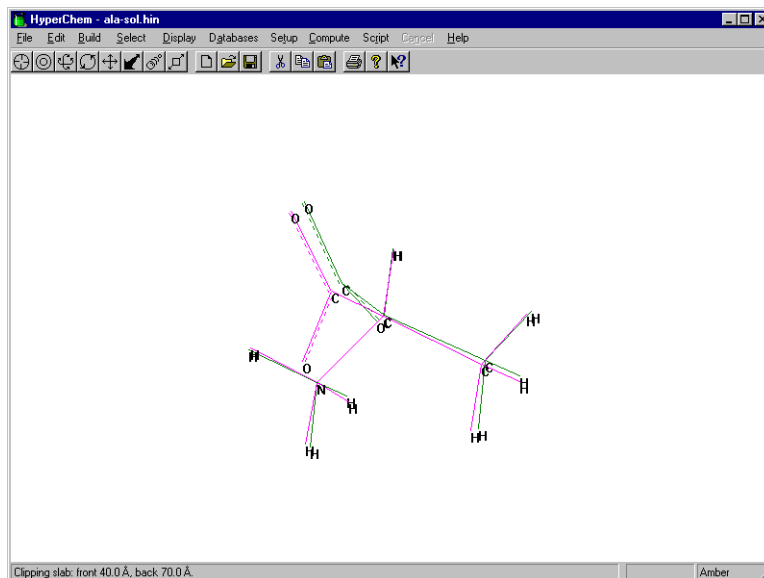 HyperChem - ala-sol.hin
File Edit Build Select Display Databases Setup Compute Script Cancel Help
O
O
C
C
H
O
C
C
O
H
H
H
H
C
C
H
H
N
H
H
H
H
H
H
H
Clipping slab: front 40.0 Å, back 70.0 Å.
Amber